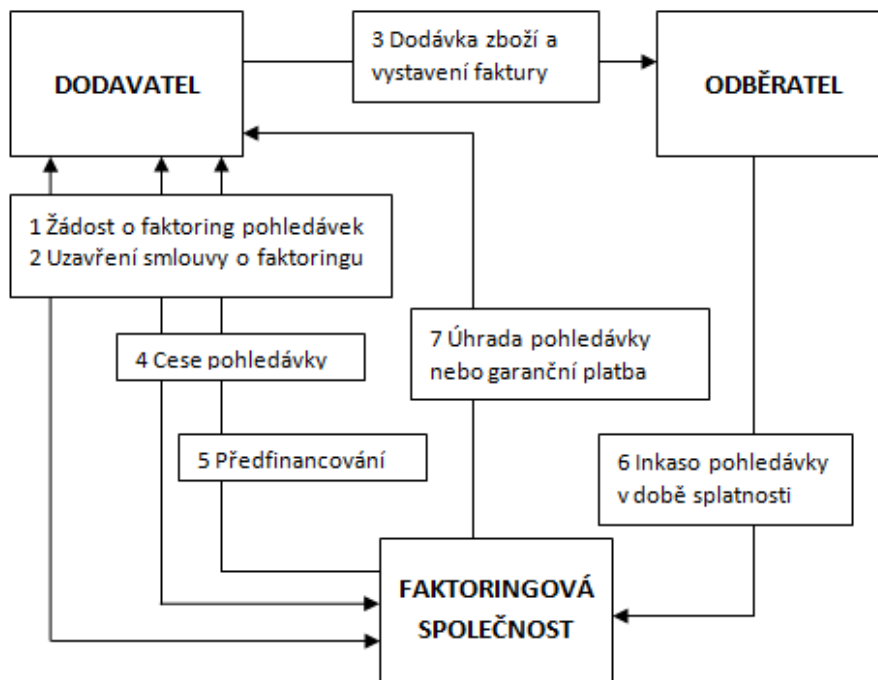 DODAVATEL
3 Dodávka zboží a
vystavení faktury
ODBĚRATEL
1 Žádost o faktoring pohledávek
2 Uzavření smlouvy o faktoringu
4 Cese pohledávky
7 Úhrada pohledávky
nebo garanční platba
5 Předfinancování
6 Inkaso pohledávky
v době splatnosti
FAKTORINGOVÁ
SPOLEČNOST